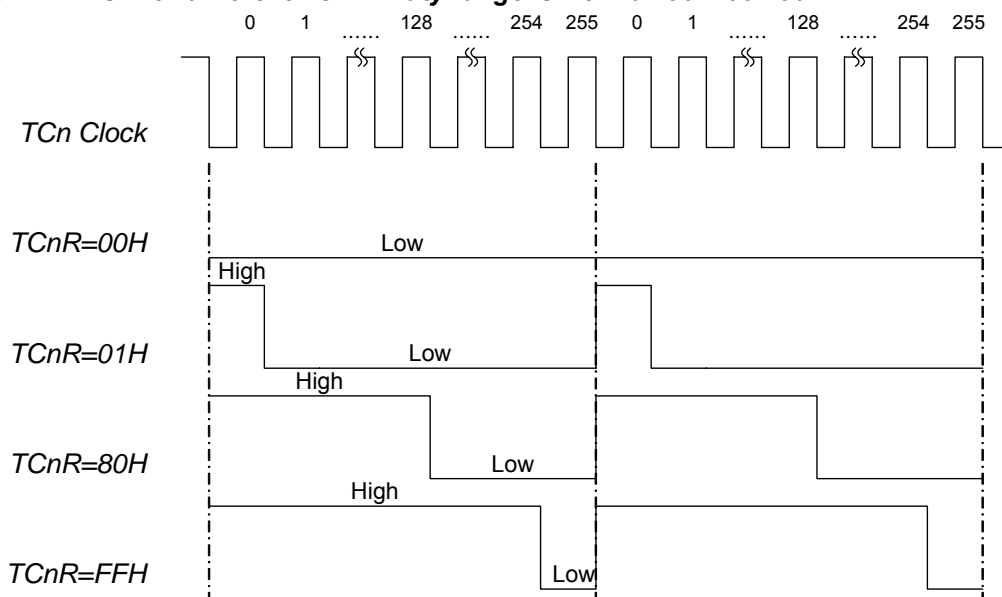 0 1 ...... 128 ...... 254 255 0 1 ...... 128 ...... 254 255
TCn Clock
TCnR=00H
Low
High
TCnR=01H
Low
High
TCnR=80H
Low
High
TCnR=FFH
Low